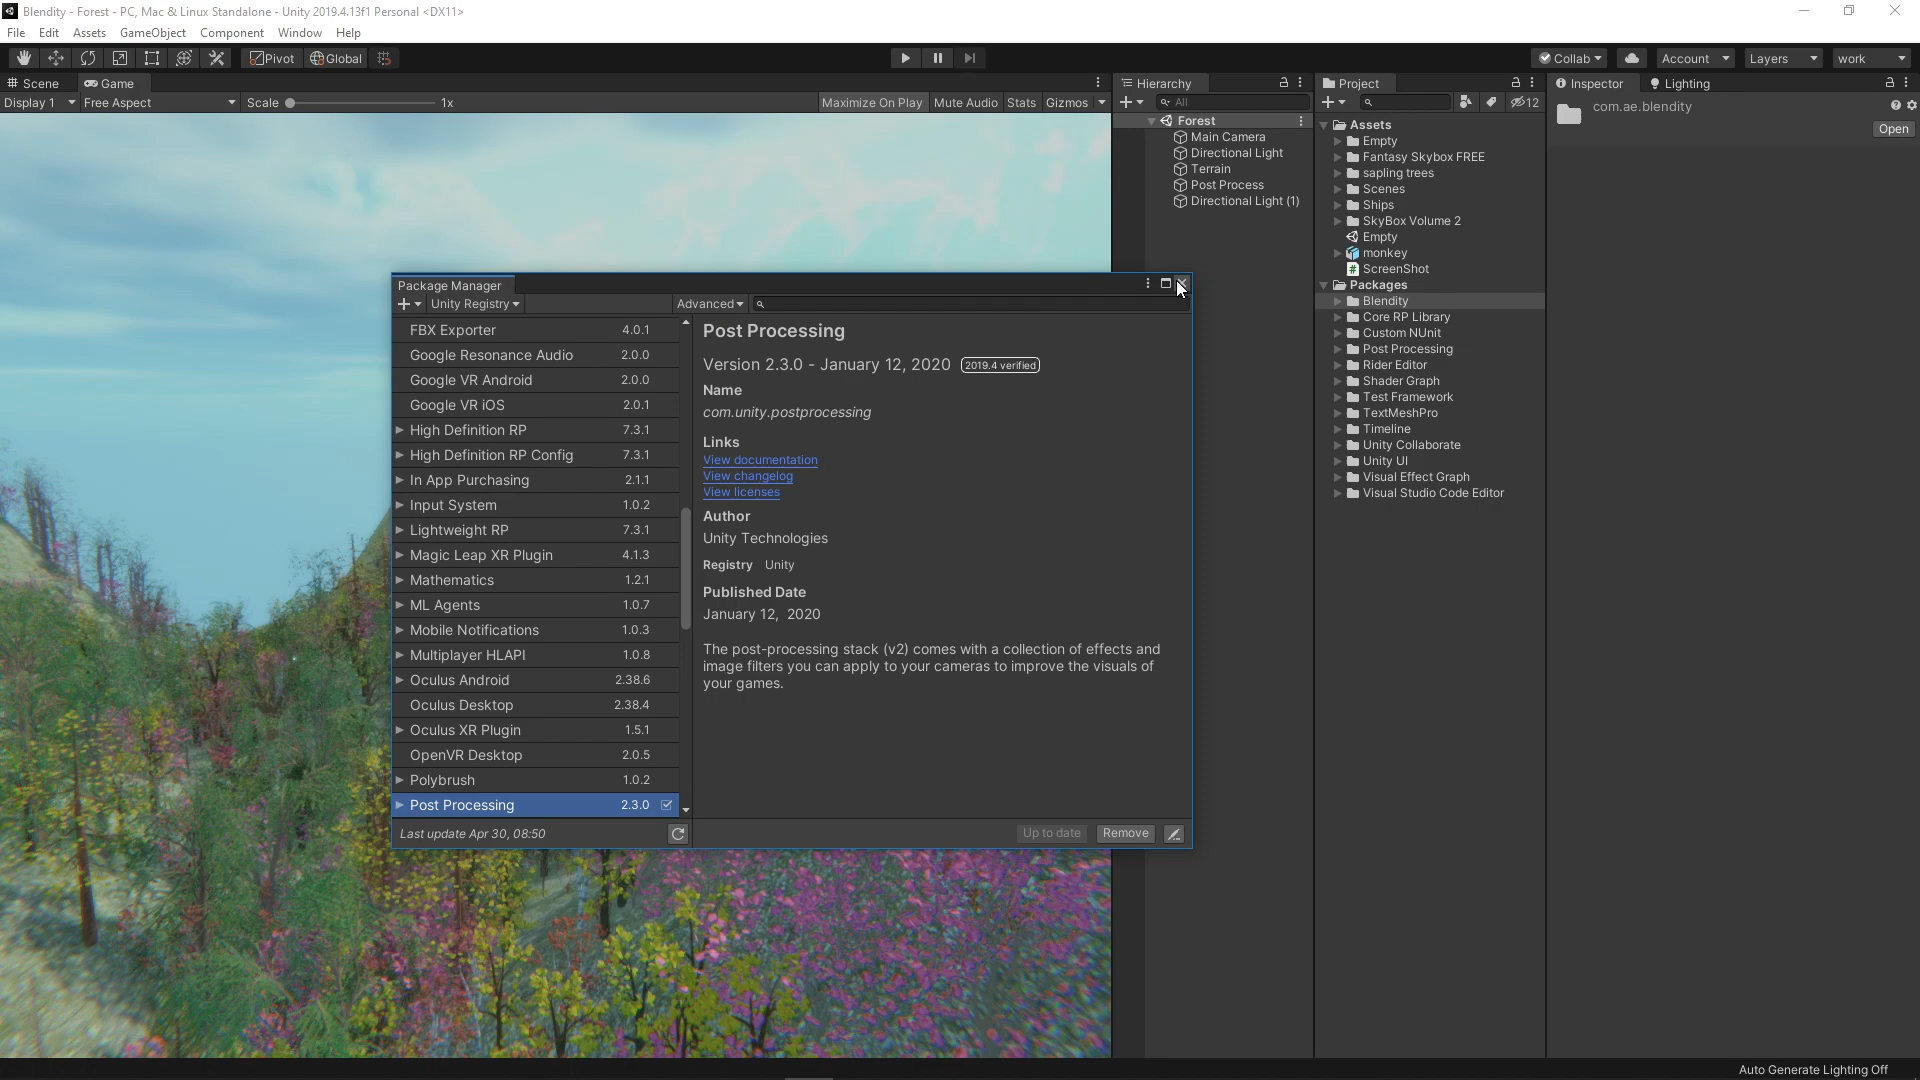 Blendity - Forest - PC, Mac & Linux Standalone - Unity 2019.4.13f1 Personal <DX11>
File Edit Assets GameObject Component Window Help
Pivot Global Collab Account Layers work
Scene Game Hierarchy Project Inspector Lighting
Display 1 Free Aspect Scale 1x Maximize On Play Mute Audio Stats Gizmos All 12
com.ae.blendity
Open
Forest
Main Camera
Directional Light
Terrain
Post Process
Directional Light (1)
Assets
Empty
Fantasy Skybox FREE
sapling trees
Scenes
Ships
SkyBox Volume 2
Empty
monkey
ScreenShot
Packages
Blendity
Core RP Library
Custom NUnit
Post Processing
Rider Editor
Shader Graph
Test Framework
TextMeshPro
Timeline
Unity Collaborate
Unity UI
Visual Effect Graph
Visual Studio Code Editor
Package Manager
Unity Registry Advanced
FBX Exporter 4.0.1
Google Resonance Audio 2.0.0
Google VR Android 2.0.0
Google VR iOS 2.0.1
High Definition RP 7.3.1
High Definition RP Config 7.3.1
In App Purchasing 2.1.1
Input System 1.0.2
Lightweight RP 7.3.1
Magic Leap XR Plugin 4.1.3
Mathematics 1.2.1
ML Agents 1.0.7
Mobile Notifications 1.0.3
Multiplayer HLAPI 1.0.8
Oculus Android 2.38.6
Oculus Desktop 2.38.4
Oculus XR Plugin 1.5.1
OpenVR Desktop 2.0.5
Polybrush 1.0.2
Post Processing 2.3.0
Last update Apr 30, 08:50
Post Processing
Version 2.3.0 - January 12, 2020 2019.4 verified
Name
com.unity.postprocessing
Links
View documentation
View changelog
View licenses
Author
Unity Technologies
Registry Unity
Published Date
January 12, 2020
The post-processing stack (v2) comes with a collection of effects and
image filters you can apply to your cameras to improve the visuals of
your games.
Up to date Remove
Auto Generate Lighting Off